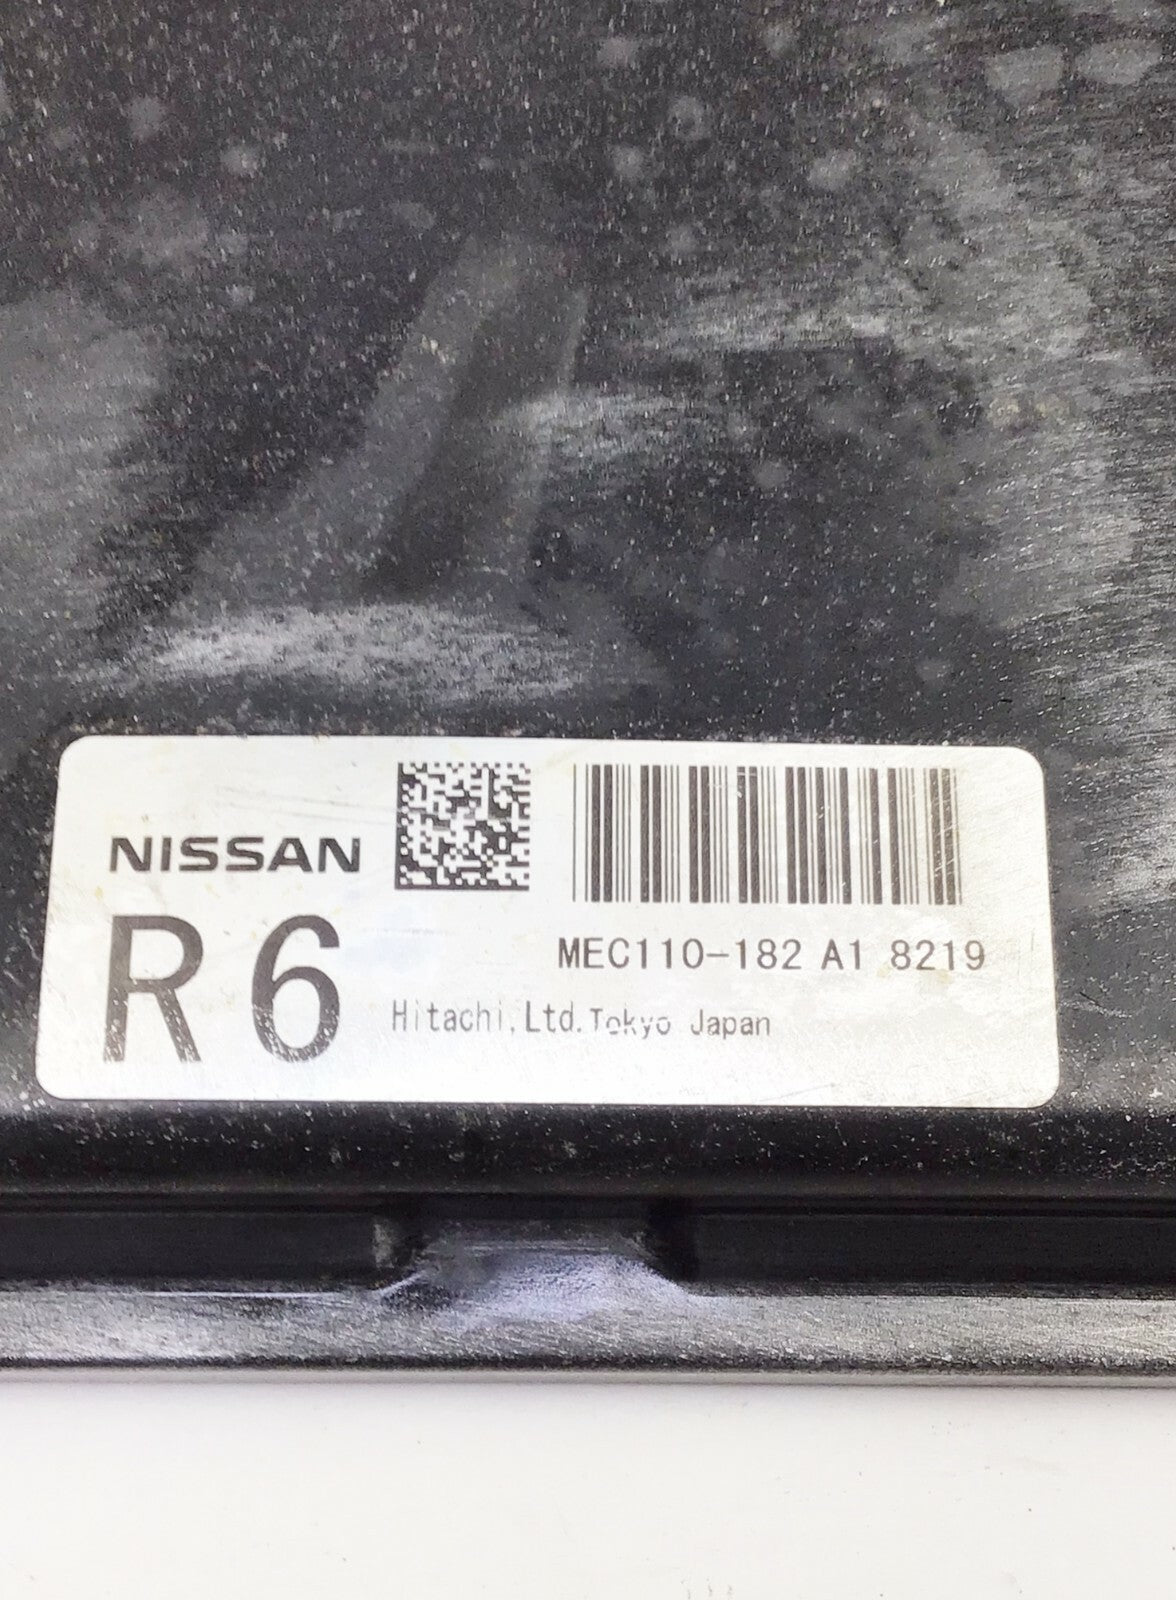 NISSAN
R6
MEC110-182 A1 8219
Hitachi,Ltd.Tokyo Japan